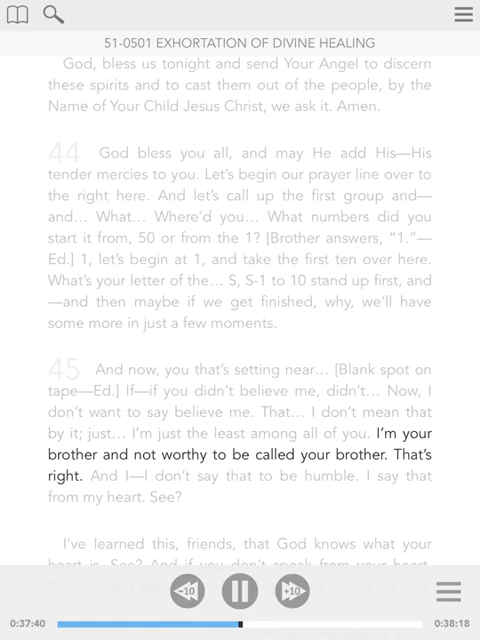 51-0501 EXHORTATION OF DIVINE HEALING
God, bless us tonight and send Your Angel to discern
these spirits and to cast them out of the people, by the
Name of Your Child Jesus Christ, we ask it. Amen.
44 God bless you all, and may He add His—His
tender mercies to you. Let's begin our prayer line over to
the right here. And let's call up the first group and—
and… What… Where'd you… What numbers did you
start it from, 50 or from the 1? [Brother answers, “1.”—
Ed.] 1, let's begin at 1, and take the first ten over here.
What's your letter of the… S, S-1 to 10 stand up first, and
—and then maybe if we get finished, why, we'll have
some more in just a few moments.
45 And now, you that's setting near… [Blank spot on
tape—Ed.] If—if you didn't believe me, didn't… Now, I
don't want to say believe me. That… I don't mean that
by it; just… I'm just the least among all of you. I'm your
brother and not worthy to be called your brother. That's
right. And I—I don't say that to be humble. I say that
from my heart. See?
I've learned this, friends, that God knows what your
heart is. See? And if you don't speak from your heart,
-10
+10
0:37:40
0:38:18